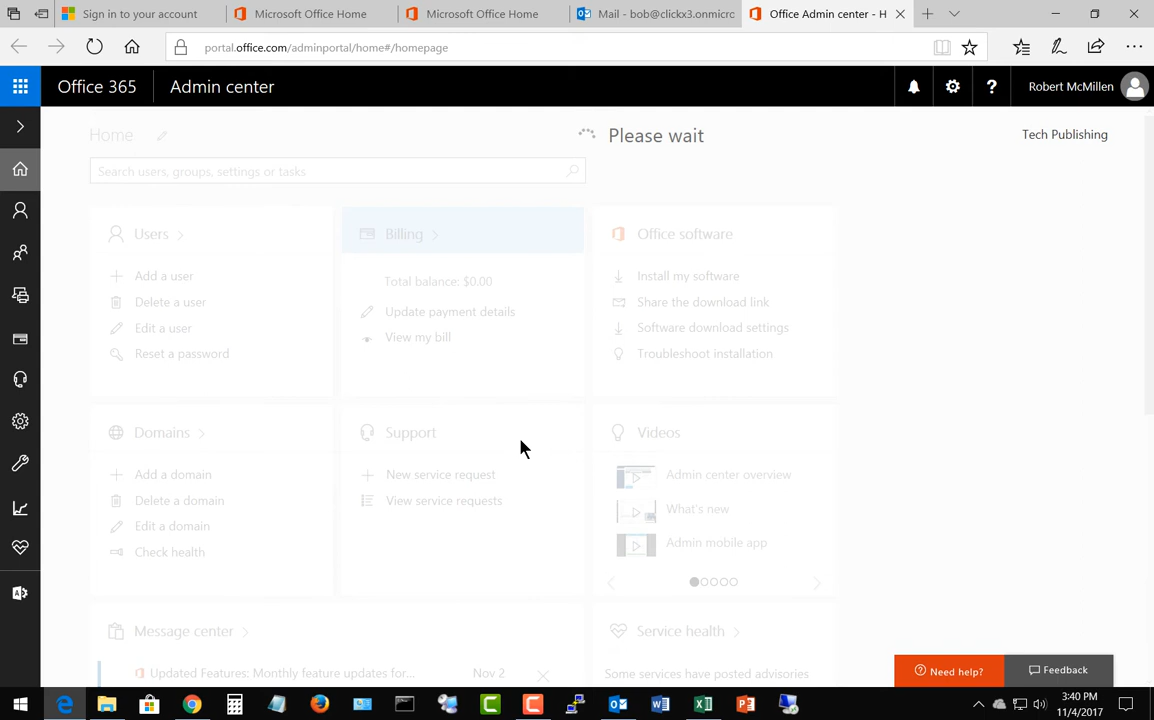 Sign in to your account
Microsoft Office Home
Microsoft Office Home
Mail - bob@clickx3.onmicro
Office Admin center - H
portal.office.com/adminportal/home#/homepage
Office 365
Admin center
?
Robert McMillen
Home
Please wait
Tech Publishing
Search users, groups, settings or tasks
Users
Billing
Office software
Add a user
Delete a user
Edit a user
Reset a password
Total balance: $0.00
Update payment details
View my bill
Install my software
Share the download link
Software download settings
Troubleshoot installation
Domains
Support
Videos
Add a domain
Delete a domain
Edit a domain
Check health
New service request
View service requests
Admin center overview
What's new
Admin mobile app
Message center
Service health
Updated Features: Monthly feature updates for...
Nov 2
Some services have posted advisories
Need help?
Feedback
3:40 PM
11/4/2017